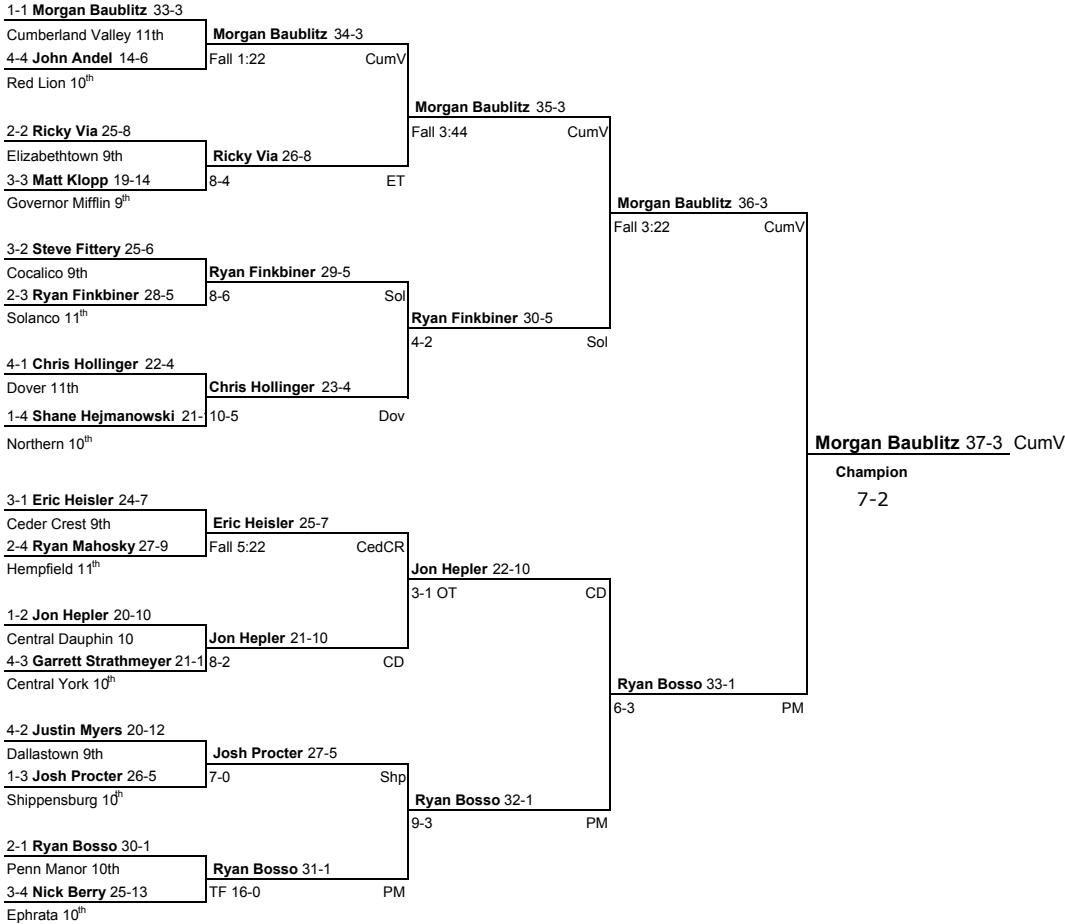 1-1 Morgan Baublitz 33-3
Cumberland Valley 11th
4-4 John Andel 14-6
Red Lion 10th
Morgan Baublitz 34-3
Fall 1:22 CumV
2-2 Ricky Via 25-8
Elizabethtown 9th
3-3 Matt Klopp 19-14
Governor Mifflin 9th
Ricky Via 26-8
8-4 ET
Morgan Baublitz 35-3
Fall 3:44 CumV
3-2 Steve Fittery 25-6
Cocalico 9th
2-3 Ryan Finkbiner 28-5
Solanco 11th
Ryan Finkbiner 29-5
8-6 Sol
4-1 Chris Hollinger 22-4
Dover 11th
1-4 Shane Hejmanowski 21-1
Northern 10th
Chris Hollinger 23-4
10-5 Dov
Ryan Finkbiner 30-5
4-2 Sol
Morgan Baublitz 36-3
Fall 3:22 CumV
3-1 Eric Heisler 24-7
Ceder Crest 9th
2-4 Ryan Mahosky 27-9
Hempfield 11th
Eric Heisler 25-7
Fall 5:22 CedCR
1-2 Jon Hepler 20-10
Central Dauphin 10
4-3 Garrett Strathmeyer 21-1
Central York 10th
Jon Hepler 21-10
8-2 CD
Jon Hepler 22-10
3-1 OT CD
4-2 Justin Myers 20-12
Dallastown 9th
1-3 Josh Procter 26-5
Shippensburg 10th
Josh Procter 27-5
7-0 Shp
2-1 Ryan Bosso 30-1
Penn Manor 10th
3-4 Nick Berry 25-13
Ephrata 10th
Ryan Bosso 31-1
TF 16-0 PM
Ryan Bosso 32-1
9-3 PM
Ryan Bosso 33-1
6-3 PM
Morgan Baublitz 37-3 CumV
Champion
7-2